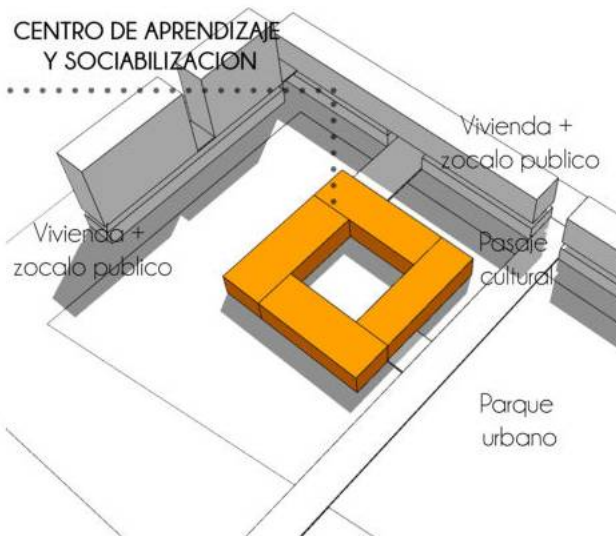 CENTRO DE APRENDIZAJE
Y SOCIABILIZACION
Vivienda +
zocalo publico
Vivienda +
zocalo publico
Pasaje
cultural
Parque
urbano